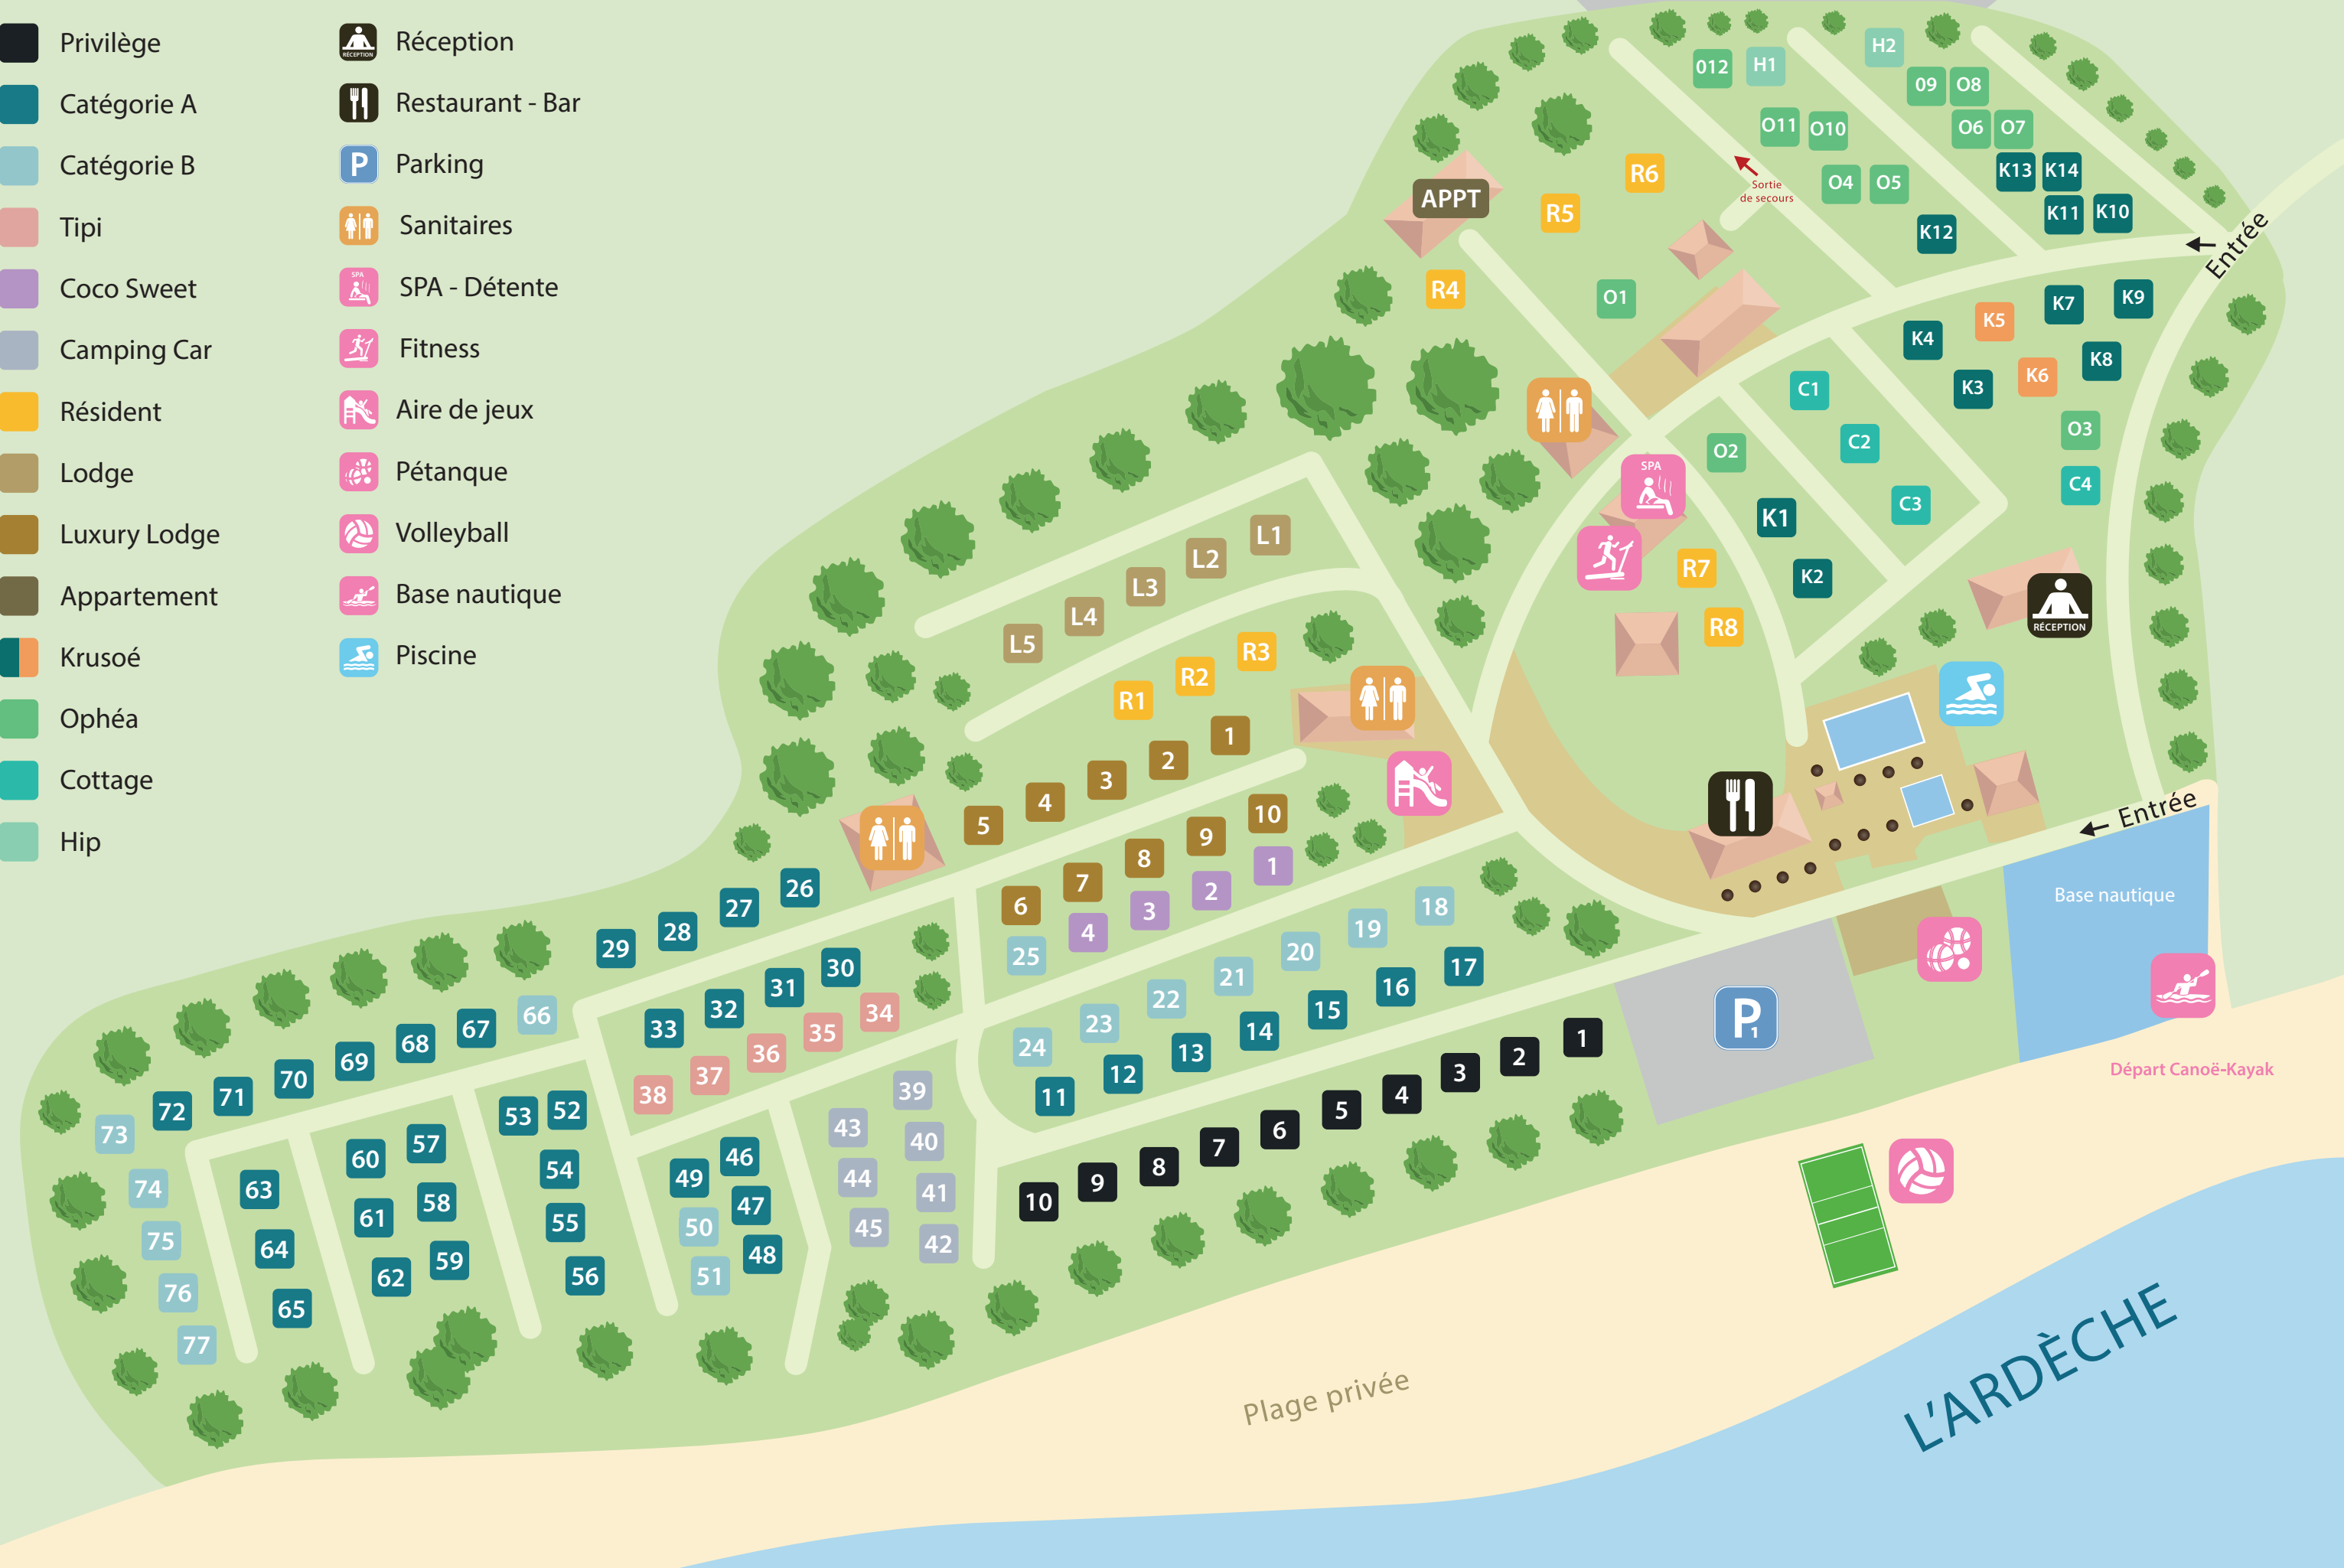 Privilège
Catégorie A
Catégorie B
Tipi
Coco Sweet
Camping Car
Résident
Lodge
Luxury Lodge
Appartement
Krusoé
Ophéa
Cottage
Hip
RÉCEPTION
Réception
Restaurant - Bar
P
Parking
Sanitaires
SPA
SPA - Détente
Fitness
Aire de jeux
Pétanque
Volleyball
Base nautique
Piscine
012
H1
H2
09
O8
O11
O10
O6
O7
K13
K14
O4
O5
K11
K10
K12
Sortie
de secours
Entrée
R6
R5
APPT
R4
O1
K9
K7
K5
K4
K8
K6
K3
C1
O3
C2
O2
C4
C3
SPA
K1
K2
R7
R8
RÉCEPTION
L1
L2
L3
L4
L5
R3
R2
R1
1
2
3
4
5
10
9
8
7
6
1
2
3
4
Entrée
Base nautique
Départ Canoë-Kayak
P
1
26
27
28
29
18
19
20
21
22
23
24
25
17
16
15
14
13
12
11
30
31
32
33
34
35
36
37
38
1
2
3
4
5
6
7
8
9
10
66
67
68
69
70
71
72
73
74
75
76
77
39
40
41
42
43
44
45
46
47
48
49
50
51
53
52
54
55
56
57
58
59
60
61
62
63
64
65
Plage privée
L'ARDÈCHE